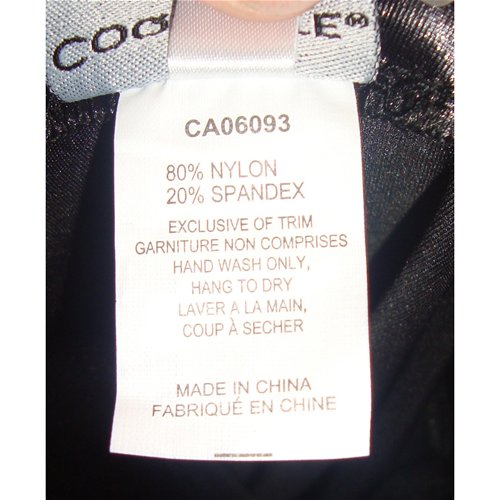 CA06093
80% NYLON
20% SPANDEX
EXCLUSIVE OF TRIM
GARNITURE NON COMPRISES
HAND WASH ONLY,
HANG TO DRY
LAVER A LA MAIN,
COUP À SECHER
MADE IN CHINA
FABRIQUÉ EN CHINE